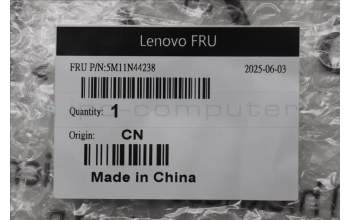 Lenovo FRU
FRU P/N:5M11N44238 2025-06-03
Quantity: 1
Origin: CN
Made in China